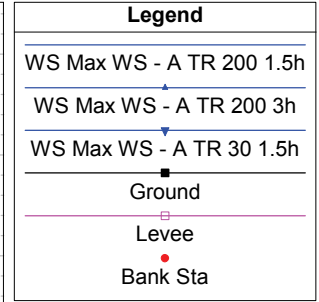 Legend
WS Max WS - A TR 200 1.5h
WS Max WS - A TR 200 3h
WS Max WS - A TR 30 1.5h
Ground
Levee
Bank Sta